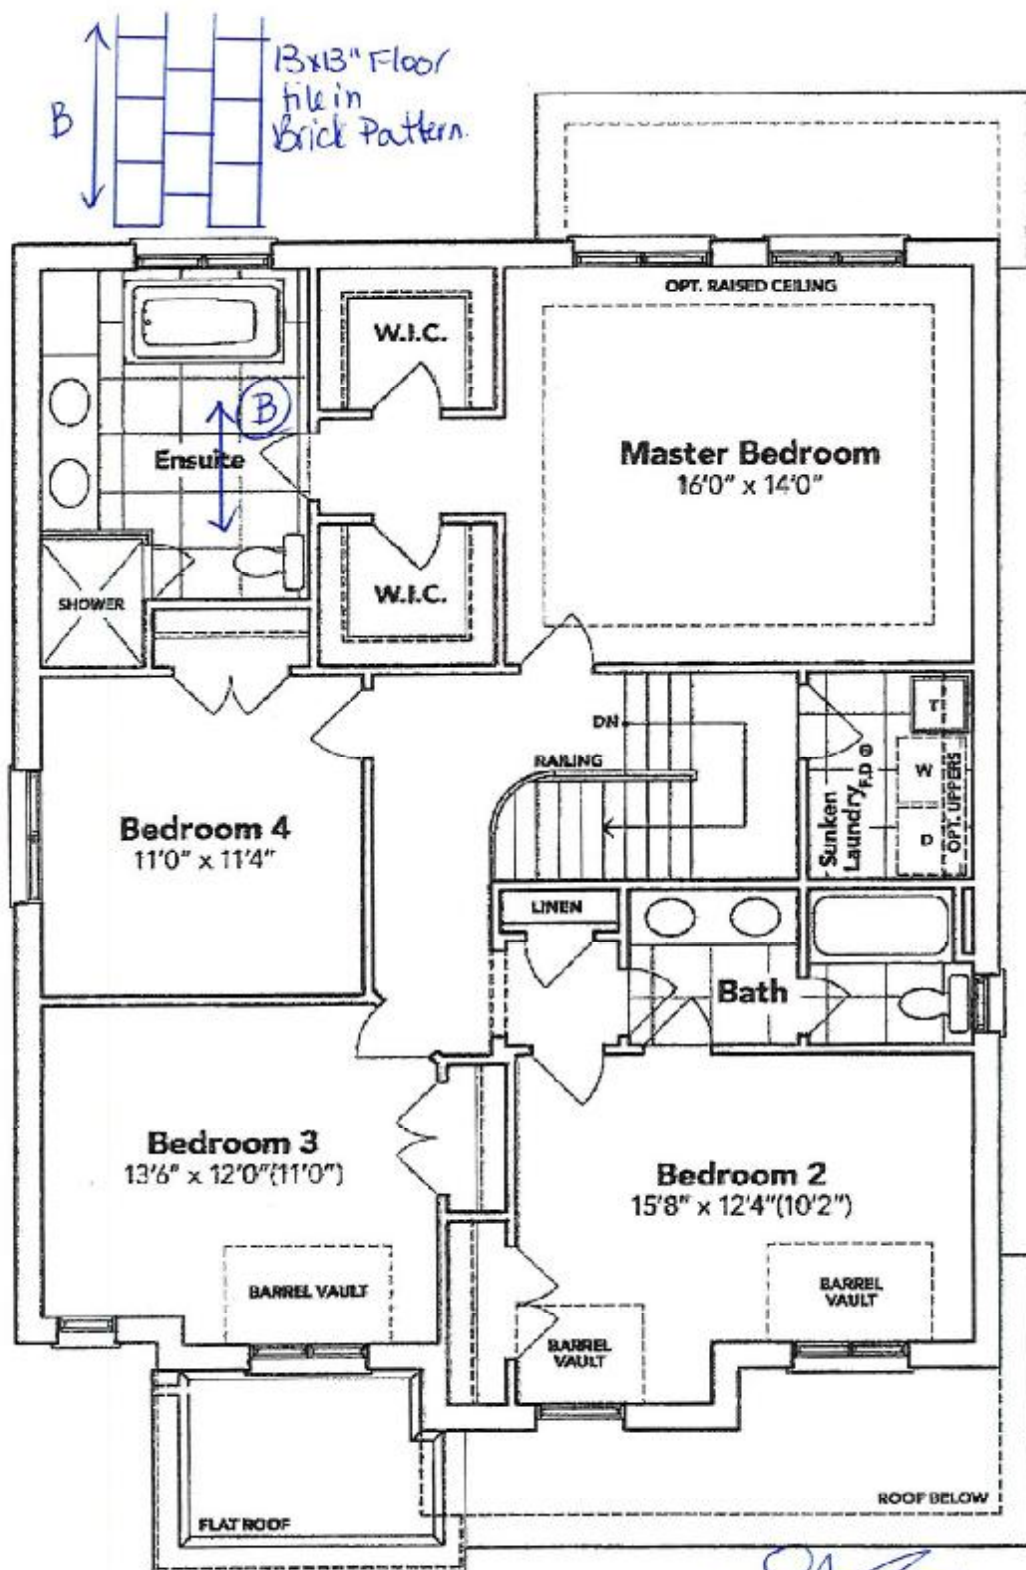 13x13" Floor
tile in
Brick Pattern.
B
OPT. RAISED CEILING
W.I.C.
B
Ensuite
Master Bedroom
16'0" x 14'0"
W.I.C.
SHOWER
T
DN
RAILING
F.D
W
OPT. UPPERS
Sunken
Laundry
D
Bedroom 4
11'0" x 11'4"
LINEN
Bath
Bedroom 3
13'6" x 12'0"(11'0")
Bedroom 2
15'8" x 12'4"(10'2")
BARREL VAULT
BARREL
VAULT
BARREL
VAULT
ROOF BELOW
FLAT ROOF